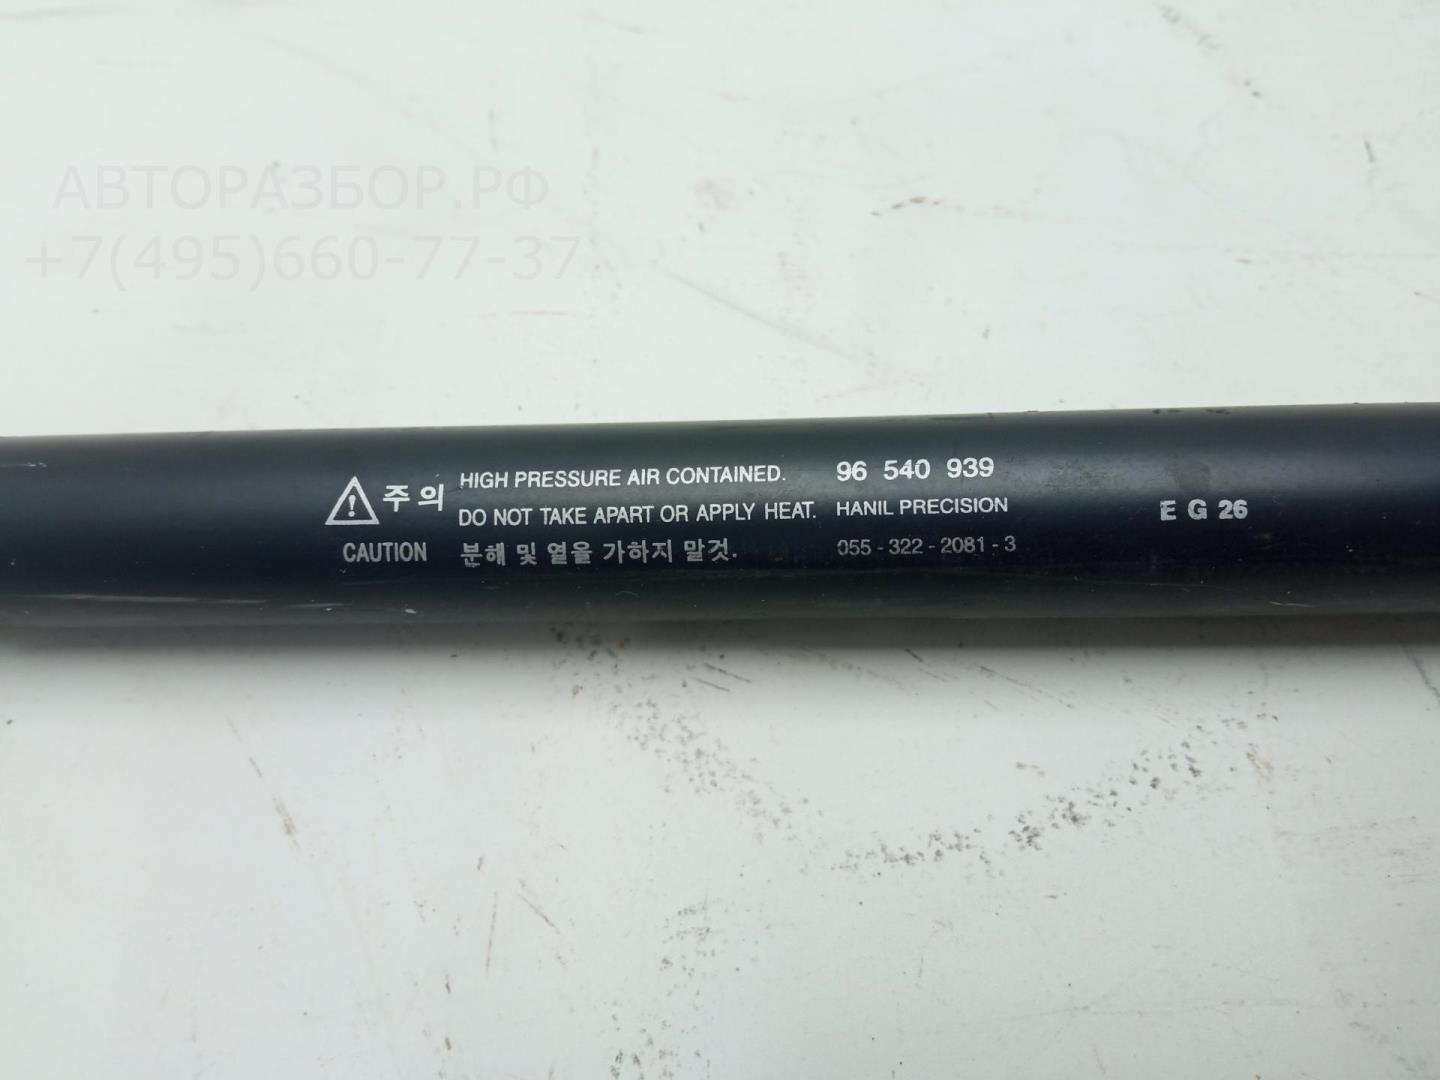 АВТОРАЗБОР.РФ
+7(495)660-77-37
주의 HIGH PRESSURE AIR CONTAINED. 96 540 939
DO NOT TAKE APART OR APPLY HEAT. HANIL PRECISION E G 26
CAUTION 분해 및 열을 가하지 말것. 055-322-2081-3